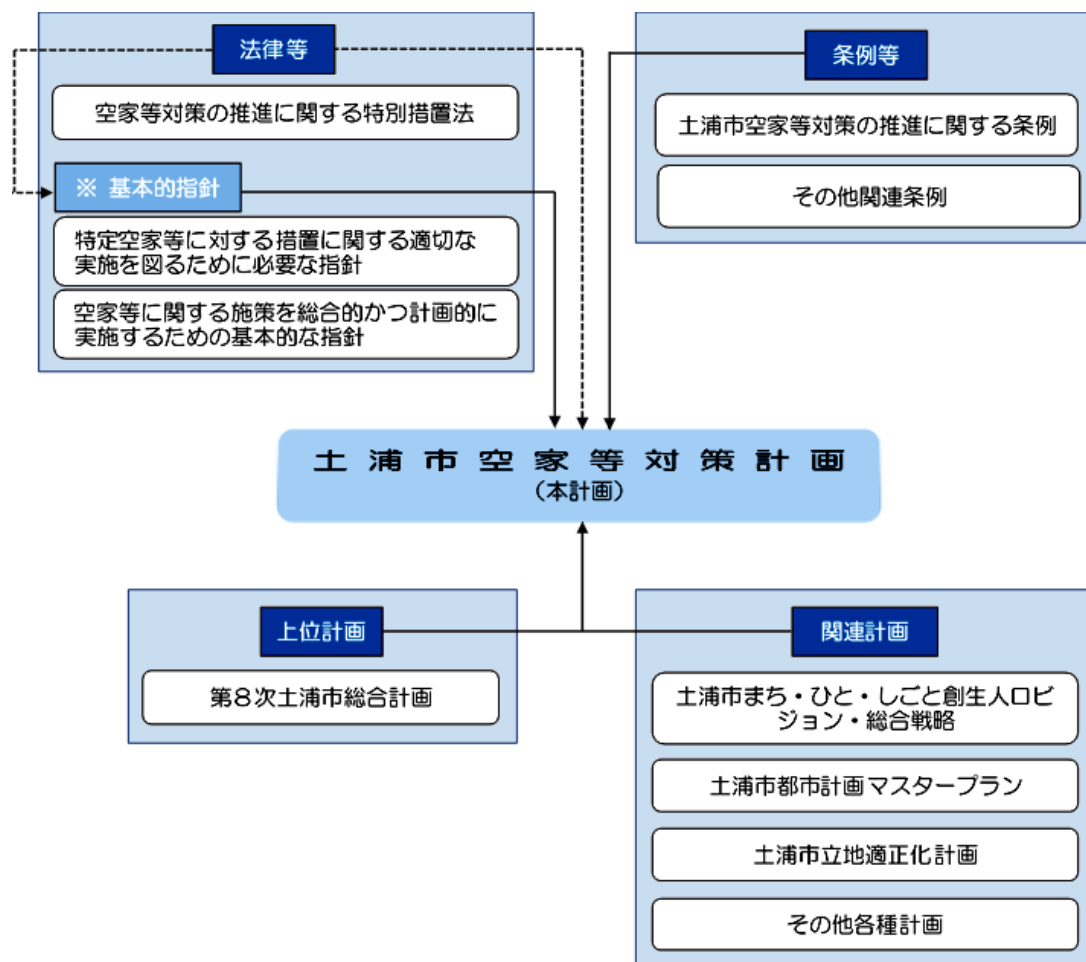 法律等
空家等対策の推進に関する特別措置法
※ 基本的指針
特定空家等に対する措置に関する適切な
実施を図るために必要な指針
空家等に関する施策を総合的かつ計画的に
実施するための基本的な指針
条例等
土浦市空家等対策の推進に関する条例
その他関連条例
土浦市空家等対策計画
（本計画）
上位計画
第８次土浦市総合計画
関連計画
土浦市まち・ひと・しごと創生人口ビ
ジョン・総合戦略
土浦市都市計画マスタープラン
土浦市立地適正化計画
その他各種計画